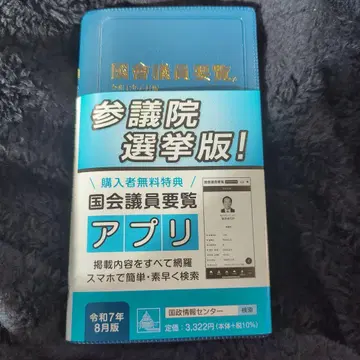 国会議員要覧
参議院
選挙版!
購入者無料特典
国会議員要覧
アプリ
掲載内容をすべて網羅
スマホで簡単・素早く検索
令和7年
8月版
国政情報センター 検索
定価:3,322円(本体+税10%)